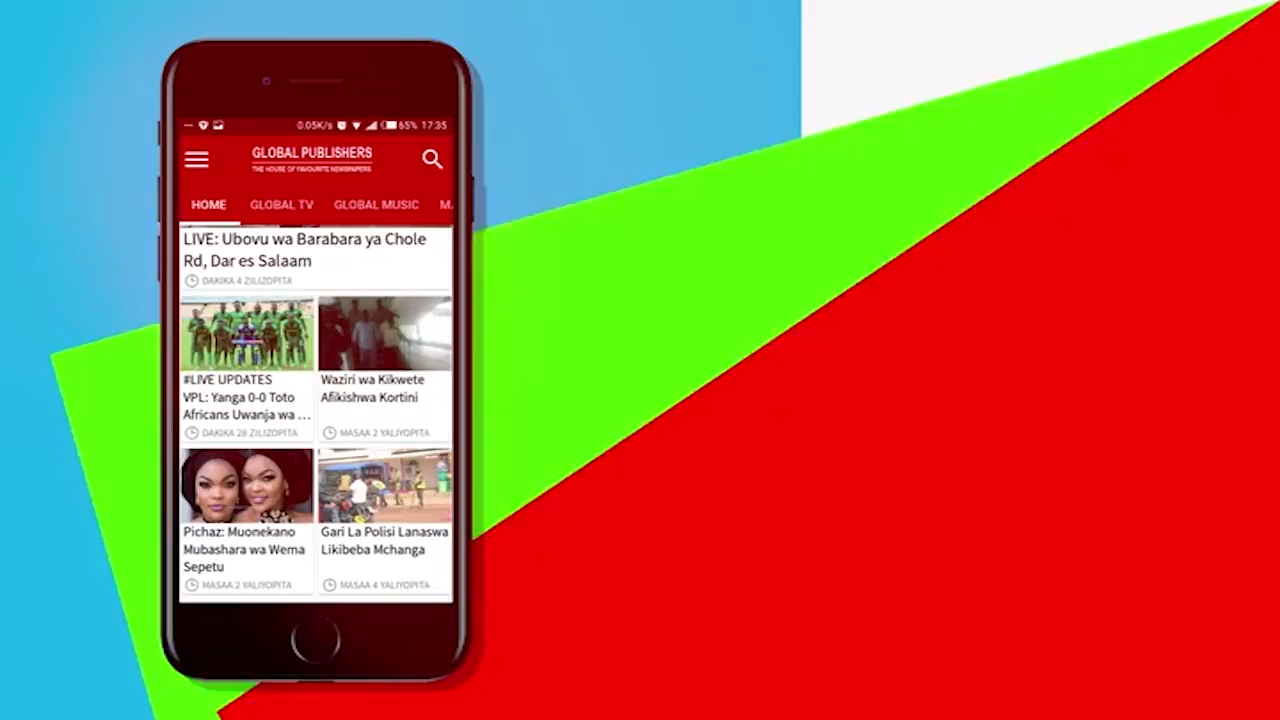 0.05K/s 65% 17:35
GLOBAL PUBLISHERS
THE HOUSE OF FAVOURITE NEWSPAPERS
HOME GLOBAL TV GLOBAL MUSIC M
LIVE: Ubovu wa Barabara ya Chole
Rd, Dar es Salaam
DAKIKA 4 ZILIZOPITA
#LIVE UPDATES
VPL: Yanga 0-0 Toto
Africans Uwanja wa ...
DAKIKA 28 ZILIZOPITA
Waziri wa Kikwete
Afikishwa Kortini
MASAA 2 YALIYOPITA
Pichaz: Muonekano
Mubashara wa Wema
Sepetu
MASAA 2 YALIYOPITA
Gari La Polisi Lanaswa
Likibeba Mchanga
MASAA 4 YALIYOPITA